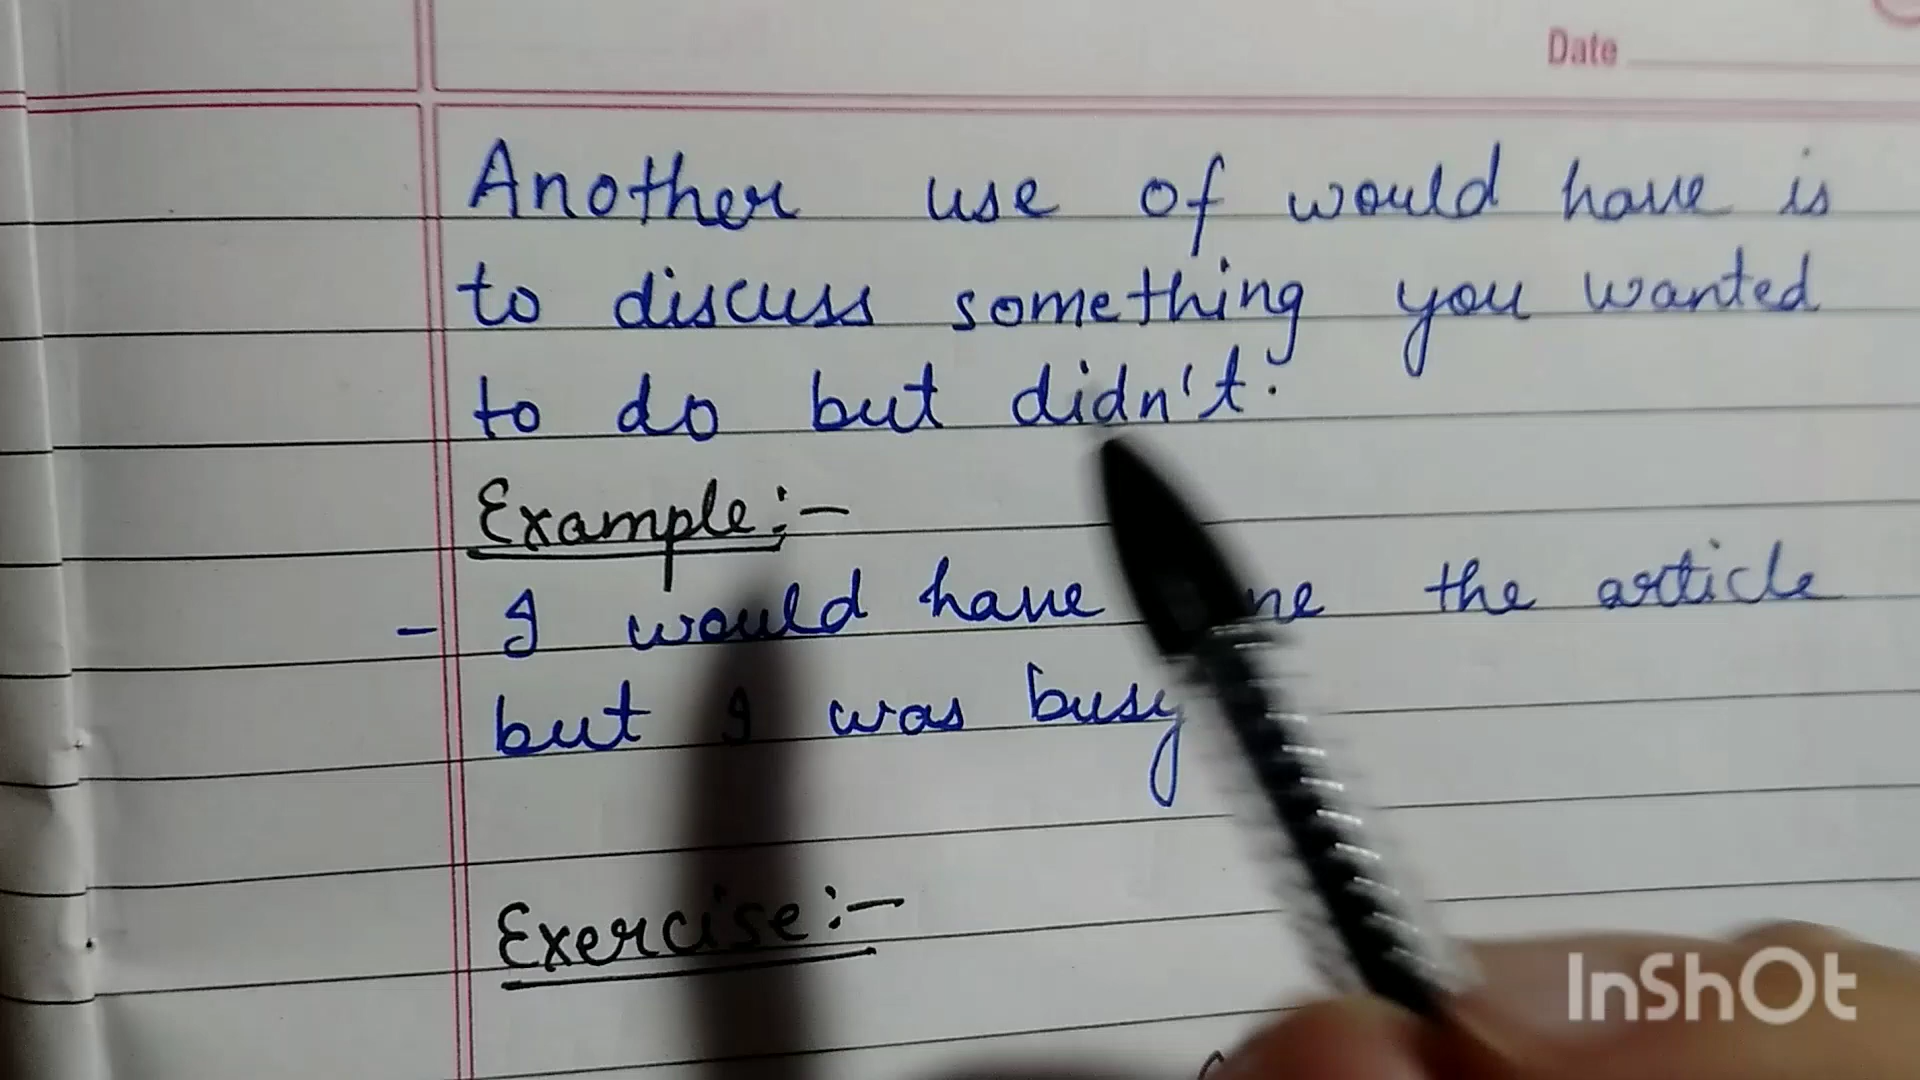 Date
Another use of would have is
to discuss something you wanted
to do but didn't.
Example:-
- I would have the article
but I was busy
Exercise:-
InShOt